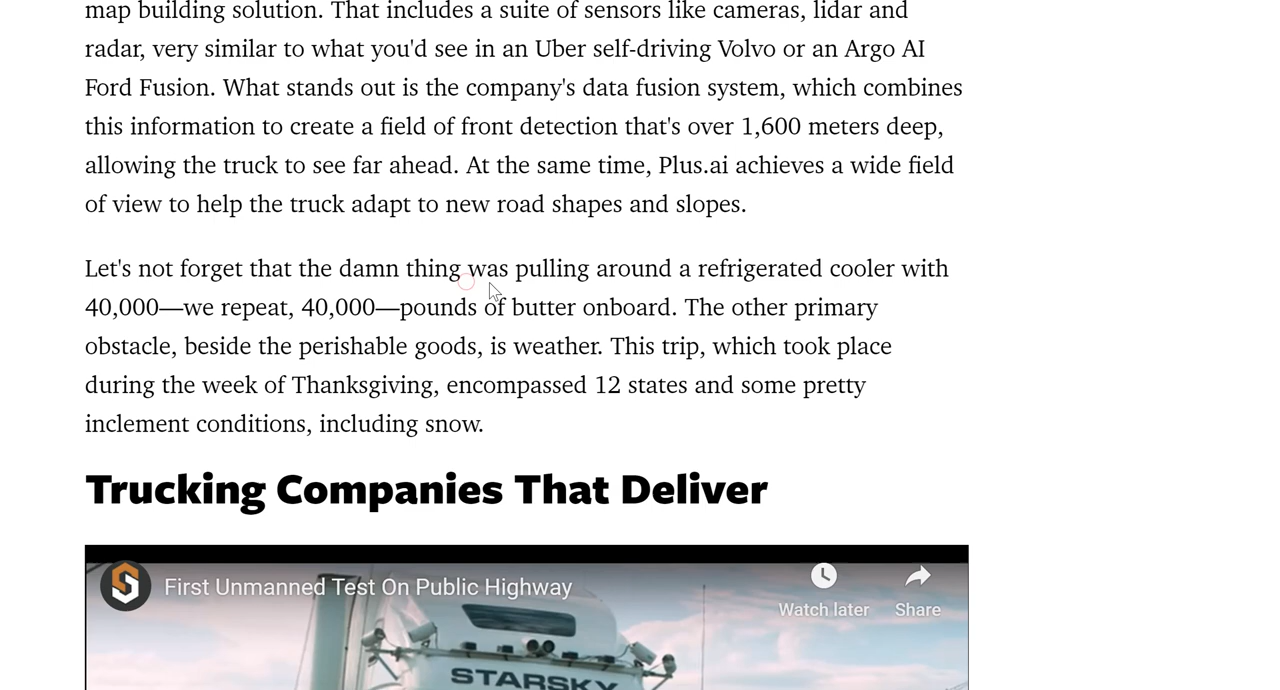 map building solution. That includes a suite of sensors like cameras, lidar and
radar, very similar to what you'd see in an Uber self-driving Volvo or an Argo AI
Ford Fusion. What stands out is the company's data fusion system, which combines
this information to create a field of front detection that's over 1,600 meters deep,
allowing the truck to see far ahead. At the same time, Plus.ai achieves a wide field
of view to help the truck adapt to new road shapes and slopes.
Let's not forget that the damn thing was pulling around a refrigerated cooler with
40,000—we repeat, 40,000—pounds of butter onboard. The other primary
obstacle, beside the perishable goods, is weather. This trip, which took place
during the week of Thanksgiving, encompassed 12 states and some pretty
inclement conditions, including snow.
Trucking Companies That Deliver
First Unmanned Test On Public Highway
Watch later Share
STARSKY